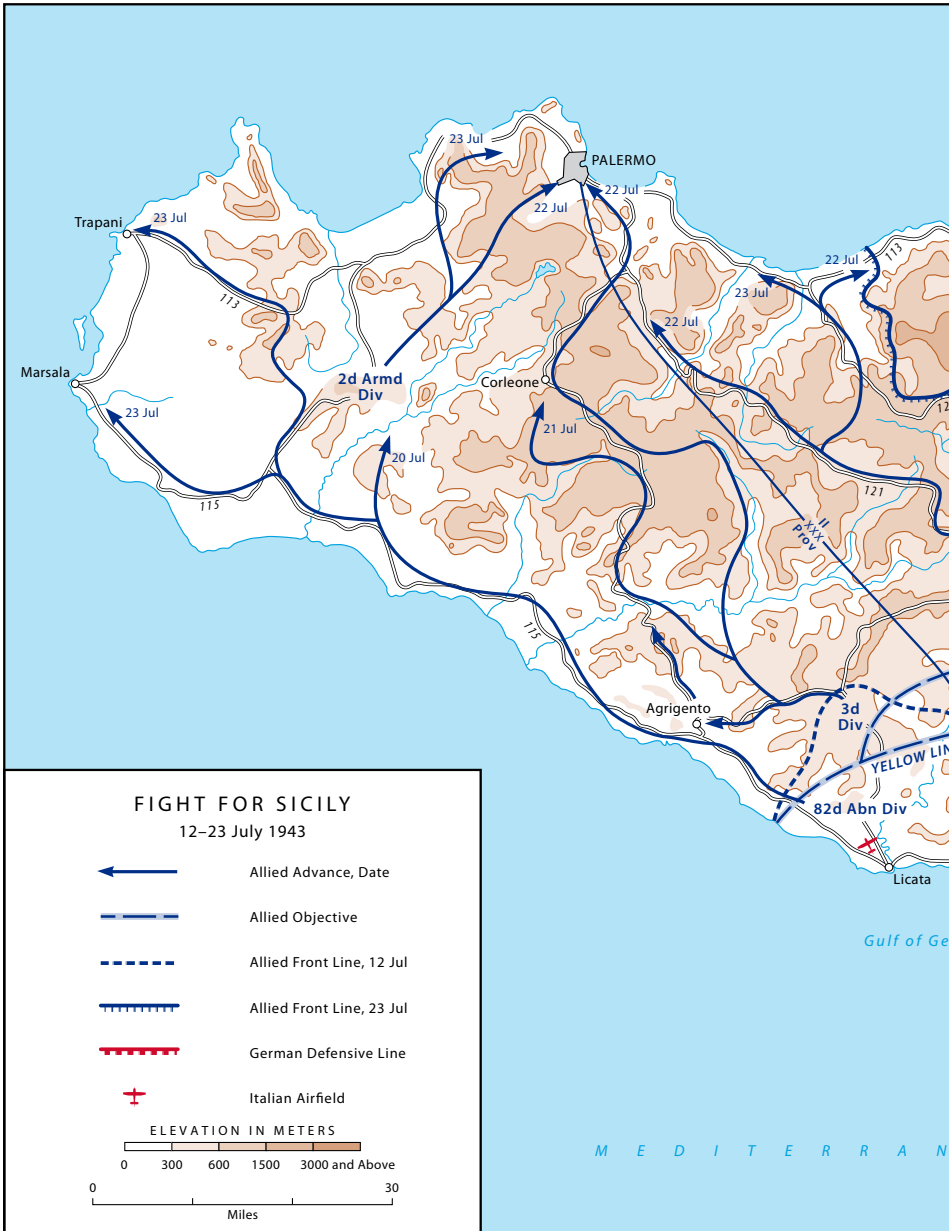 23 Jul
PALERMO
22 Jul
22 Jul
Trapani
23 Jul
113
22 Jul
113
23 Jul
22 Jul
Marsala
2d Armd
Div
Corleone
23 Jul
21 Jul
20 Jul
12
121
115
II
XXX
Prov
115
Agrigento
3d
Div
YELLOW LIN
82d Abn Div
Licata
Gulf of Ge
MEDITERRAN
FIGHT FOR SICILY
12–23 July 1943
Allied Advance, Date
Allied Objective
Allied Front Line, 12 Jul
Allied Front Line, 23 Jul
German Defensive Line
Italian Airfield
ELEVATION IN METERS
0 300 600 1500 3000 and Above
0 30
Miles